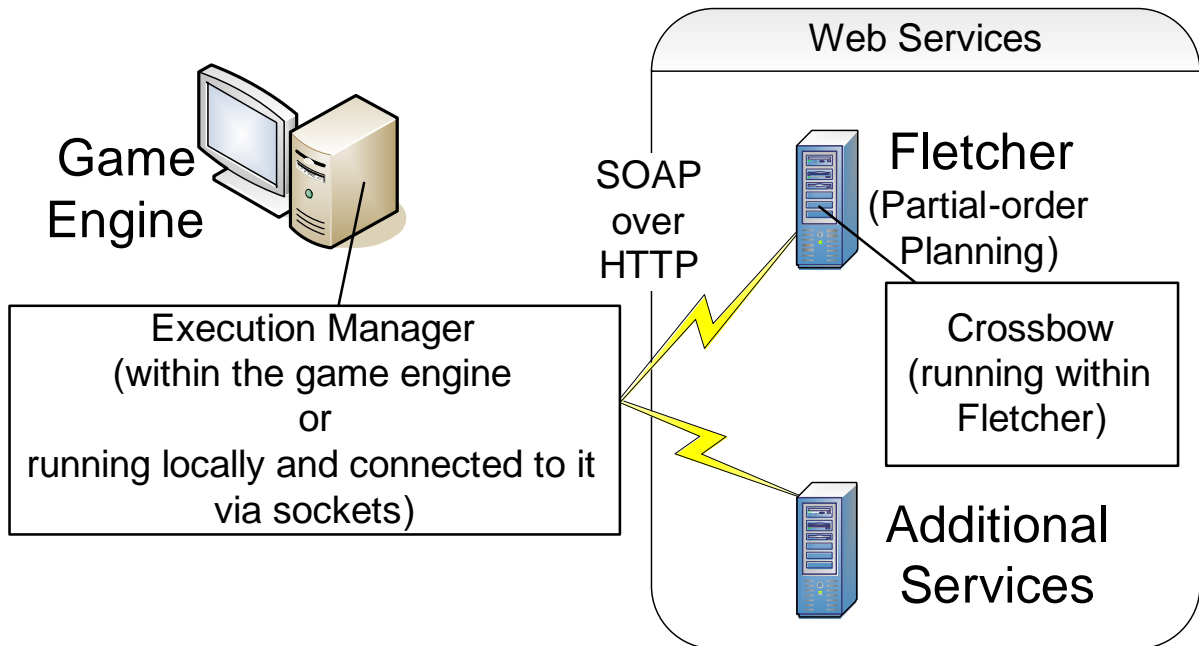 Web Services
Game
Engine
SOAP
over
HTTP
Fletcher
(Partial-order
Planning)
Execution Manager
(within the game engine
or
running locally and connected to it
via sockets)
Crossbow
(running within
Fletcher)
Additional
Services